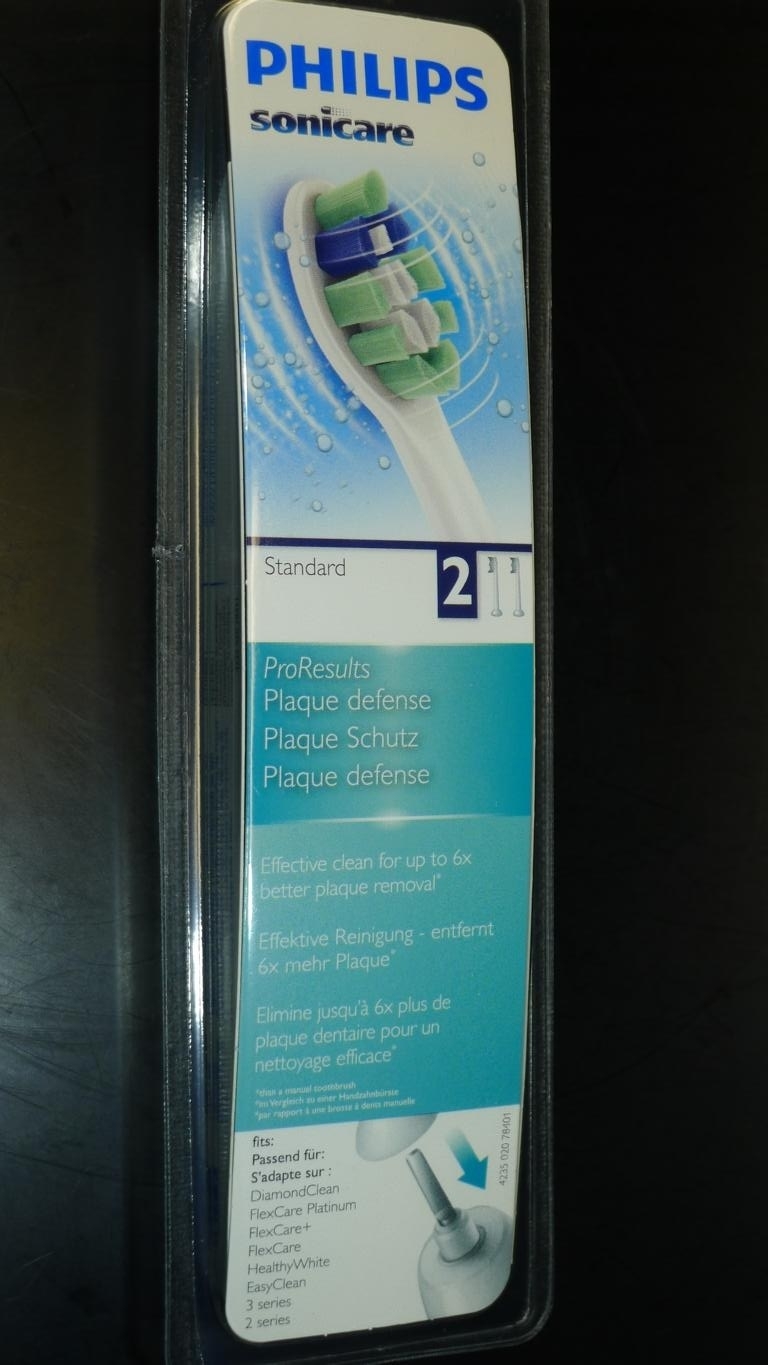 PHILIPS
sonicare
Standard
2
ProResults
Plaque defense
Plaque Schutz
Plaque defense
Effective clean for up to 6x
better plaque removal*
Effektive Reinigung - entfernt
6x mehr Plaque*
Elimine jusqu'à 6x plus de
plaque dentaire pour un
nettoyage efficace*
*than a manual toothbrush
*im Vergleich zu einer Handzahnbürste
*par rapport à une brosse à dents manuelle
fits:
Passend für:
S'adapte sur :
DiamondClean
FlexCare Platinum
FlexCare+
FlexCare
HealthyWhite
EasyClean
3 series
2 series
4235 020 78401